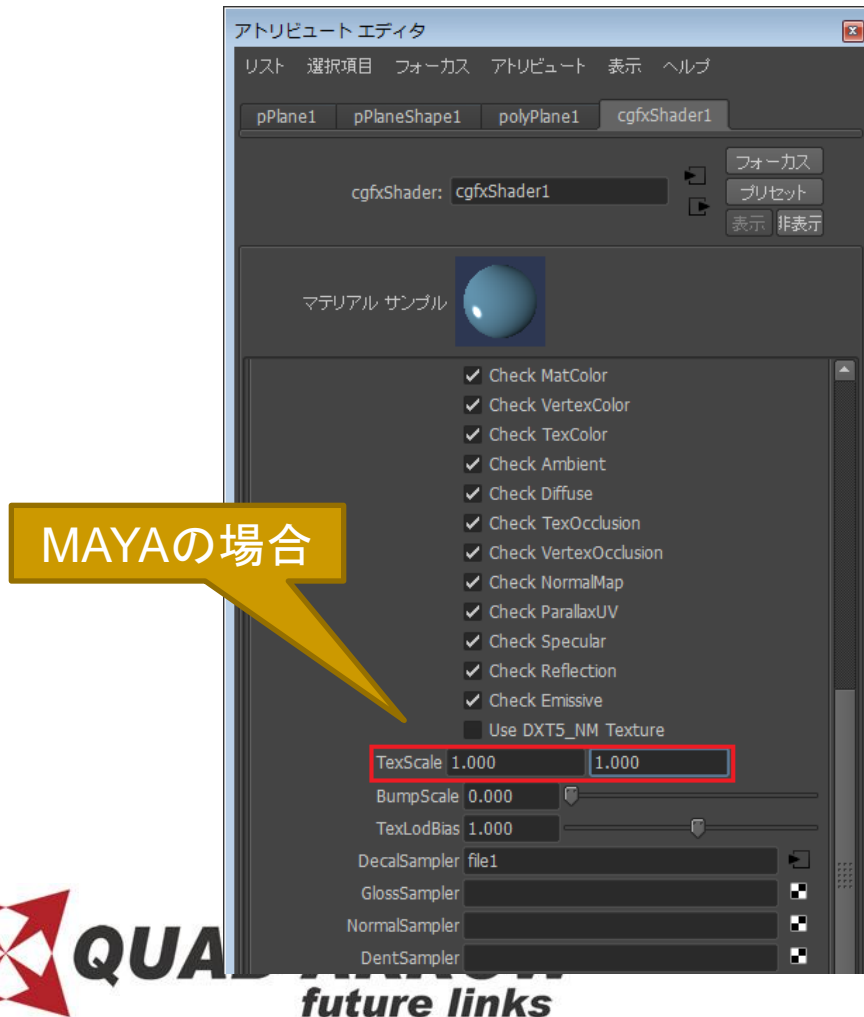 アトリビュート エディタ
リスト 選択項目 フォーカス アトリビュート 表示 ヘルプ
pPlane1 pPlaneShape1 polyPlane1 cgfxShader1
フォーカス
cgfxShader: cgfxShader1
プリセット
表示 非表示
マテリアル サンプル
Check MatColor
Check VertexColor
Check TexColor
Check Ambient
Check Diffuse
Check TexOcclusion
MAYAの場合
Check VertexOcclusion
Check NormalMap
Check ParallaxUV
Check Specular
Check Reflection
Check Emissive
Use DXT5_NM Texture
TexScale 1.000 1.000
BumpScale 0.000
TexLodBias 1.000
DecalSampler file1
GlossSampler
NormalSampler
DentSampler
future links